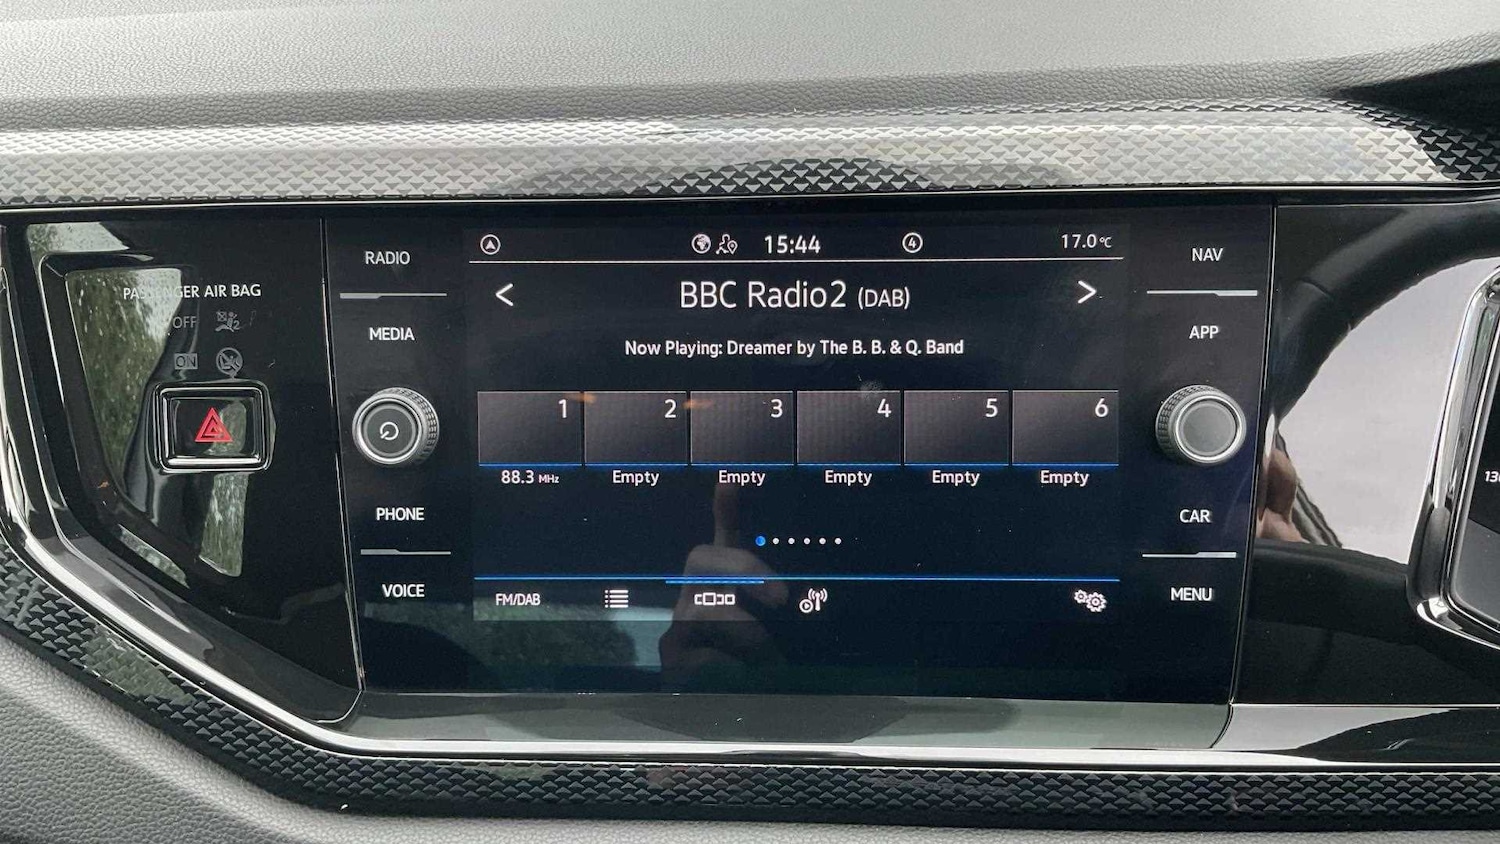 PASSENGER AIR BAG
OFF
2
ON
RADIO
MEDIA
PHONE
VOICE
15:44
4
17.0°C
< BBC Radio2 (DAB) >
Now Playing: Dreamer by The B. B. & Q. Band
1 2 3 4 5 6
88.3 MHz Empty Empty Empty Empty Empty
FM/DAB
NAV
APP
CAR
MENU